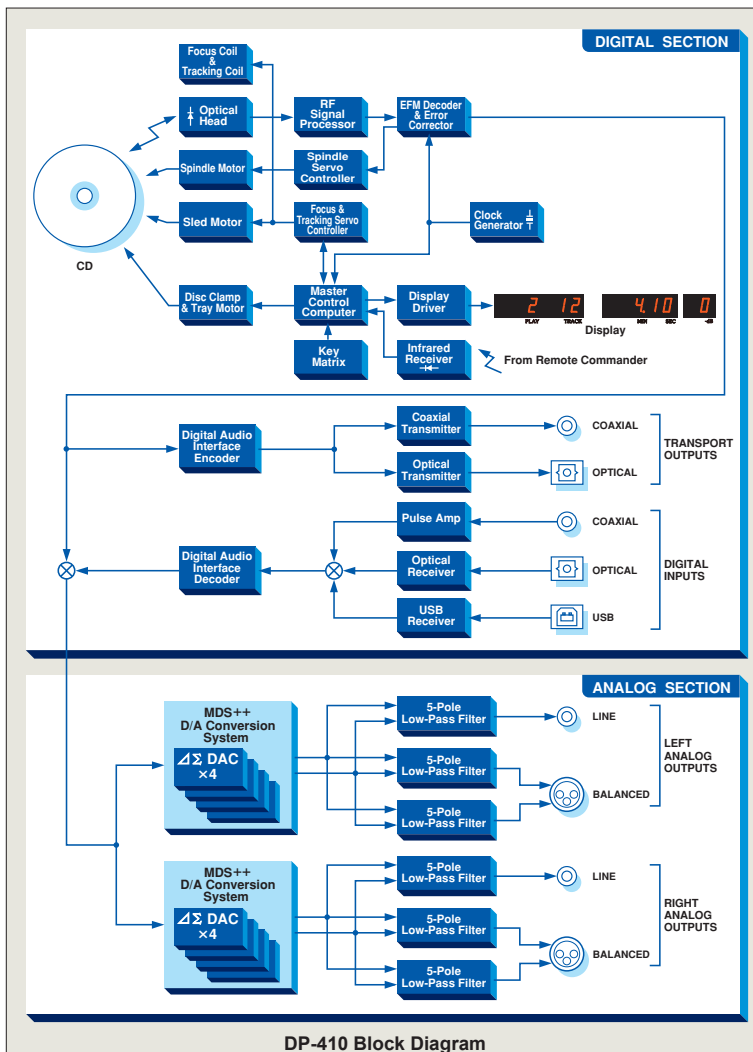 DIGITAL SECTION
Focus Coil
&
Tracking Coil
Optical
Head
RF
Signal
Processor
EFM Decoder
& Error
Corrector
Spindle Motor
Spindle
Servo
Controller
Sled Motor
Focus &
Tracking Servo
Controller
Clock
Generator
CD
Disc Clamp
& Tray Motor
Master
Control
Computer
Display
Driver
2 12
PLAY TRACK
4.10
MIN SEC
0
-dB
Display
Key
Matrix
Infrared
Receiver
From Remote Commander
Digital Audio
Interface
Encoder
Coaxial
Transmitter
COAXIAL
Optical
Transmitter
OPTICAL
TRANSPORT
OUTPUTS
Pulse Amp
COAXIAL
Digital Audio
Interface
Decoder
Optical
Receiver
OPTICAL
DIGITAL
INPUTS
USB
Receiver
USB
ANALOG SECTION
MDS++
D/A Conversion
System
⊿Σ DAC
×4
5-Pole
Low-Pass Filter
LINE
5-Pole
Low-Pass Filter
5-Pole
Low-Pass Filter
BALANCED
LEFT
ANALOG
OUTPUTS
MDS++
D/A Conversion
System
⊿Σ DAC
×4
5-Pole
Low-Pass Filter
LINE
5-Pole
Low-Pass Filter
5-Pole
Low-Pass Filter
BALANCED
RIGHT
ANALOG
OUTPUTS
DP-410 Block Diagram